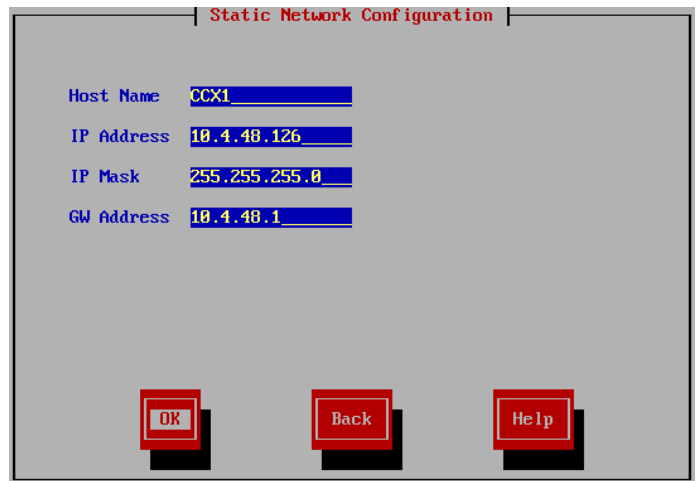 Static Network Configuration
Host Name CCX1
IP Address 10.4.48.126
IP Mask 255.255.255.0
GW Address 10.4.48.1
OK Back Help